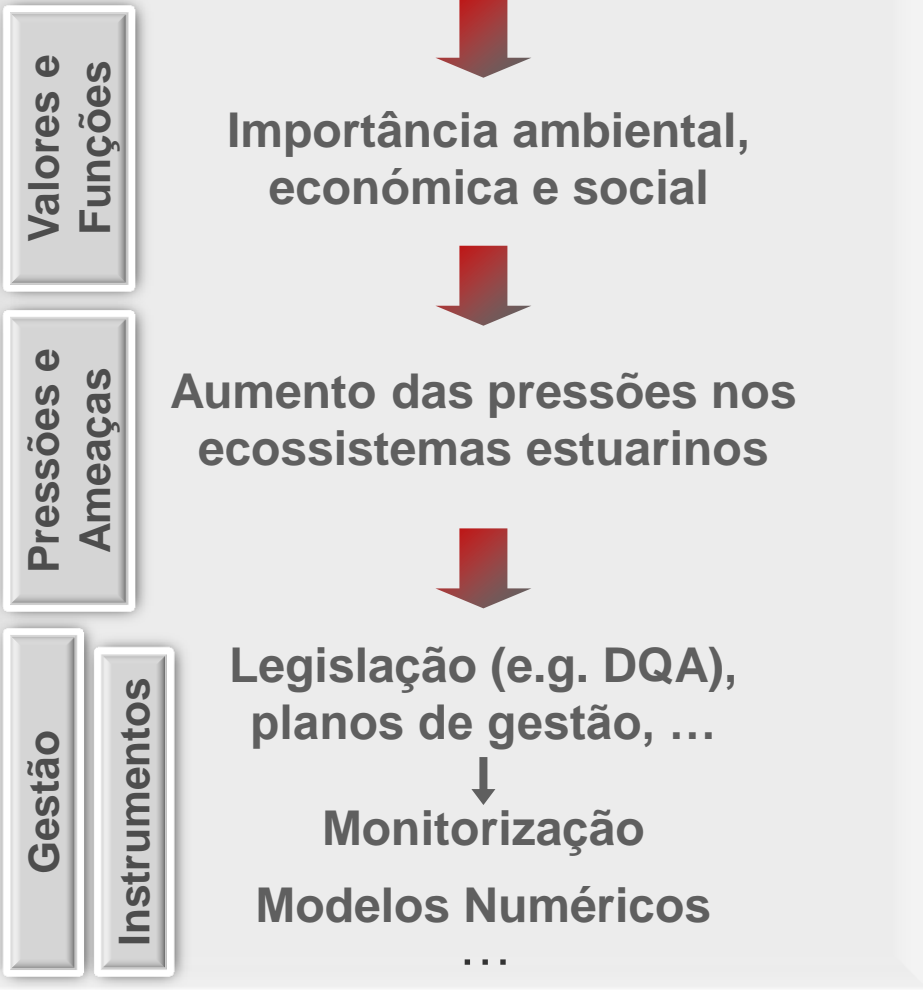 Valores e
Funções
Importância ambiental,
económica e social
Pressões e
Ameaças
Aumento das pressões nos
ecossistemas estuarinos
Gestão
Instrumentos
Legislação (e.g. DQA),
planos de gestão, …
Monitorização
Modelos Numéricos
…